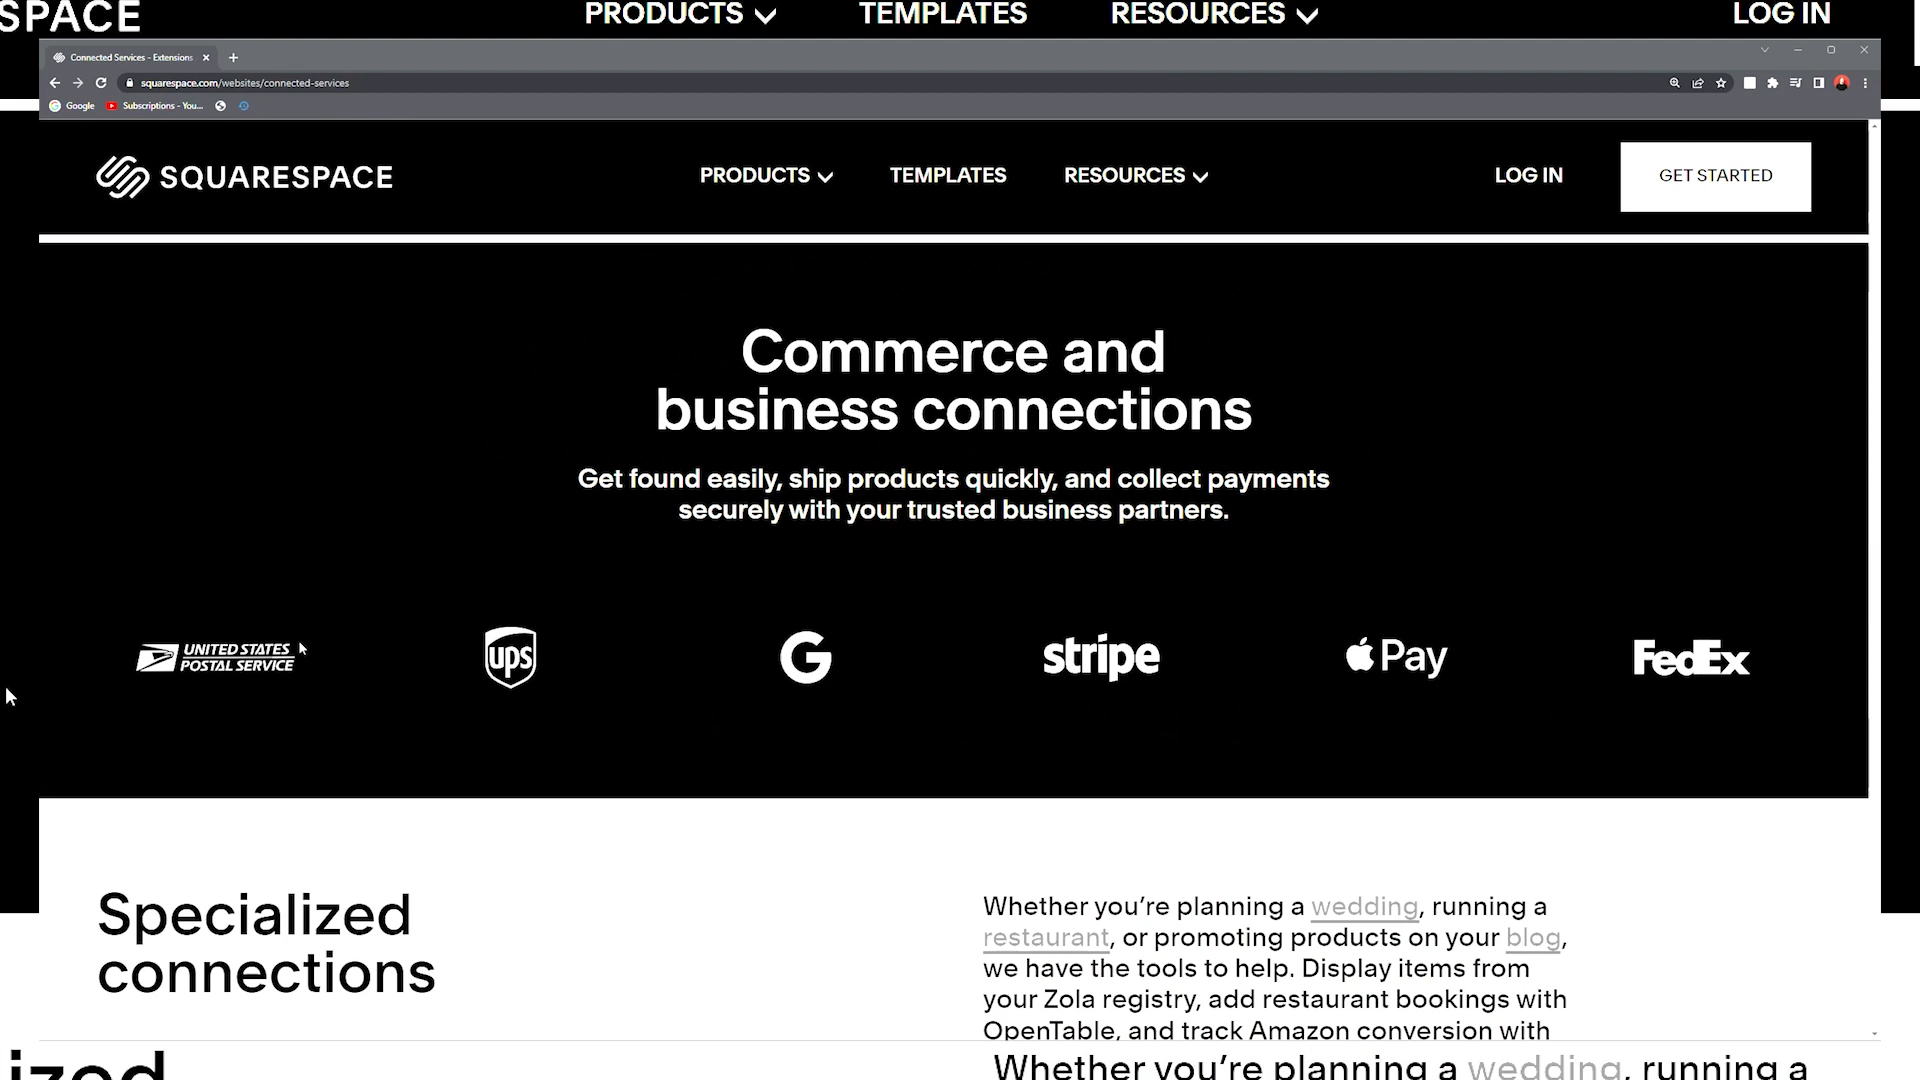 SPACE
PRODUCTS
TEMPLATES
RESOURCES
LOG IN
Connected Services - Extensions
squarespace.com/websites/connected-services
Google
Subscriptions - You...
SQUARESPACE
PRODUCTS
TEMPLATES
RESOURCES
LOG IN
GET STARTED
Commerce and
business connections
Get found easily, ship products quickly, and collect payments
securely with your trusted business partners.
UNITED STATES
POSTAL SERVICE
ups
G
stripe
Pay
FedEx
Specialized
connections
Whether you’re planning a wedding, running a
restaurant, or promoting products on your blog,
we have the tools to help. Display items from
your Zola registry, add restaurant bookings with
OpenTable, and track Amazon conversion with
ized
Whether you’re planning a wedding, running a